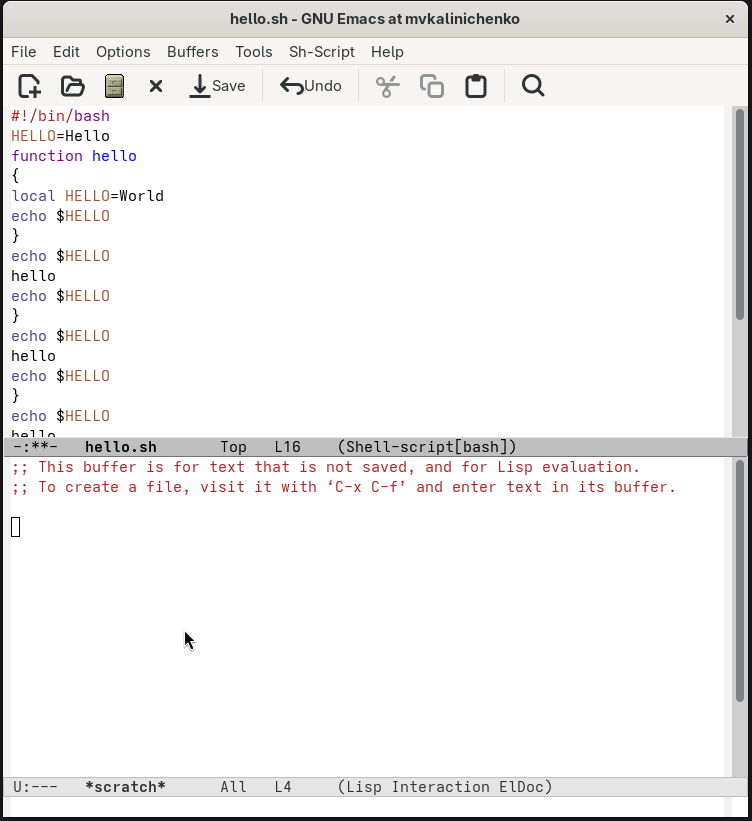 hello.sh - GNU Emacs at mvkalinichenko
File Edit Options Buffers Tools Sh-Script Help
Save Undo
#!/bin/bash
HELLO=Hello
function hello
{
local HELLO=World
echo $HELLO
}
echo $HELLO
hello
echo $HELLO
}
echo $HELLO
hello
echo $HELLO
}
echo $HELLO
hello
-:**- hello.sh Top L16 (Shell-script[bash])
;; This buffer is for text that is not saved, and for Lisp evaluation.
;; To create a file, visit it with ‘C-x C-f’ and enter text in its buffer.
U:--- *scratch* All L4 (Lisp Interaction ElDoc)